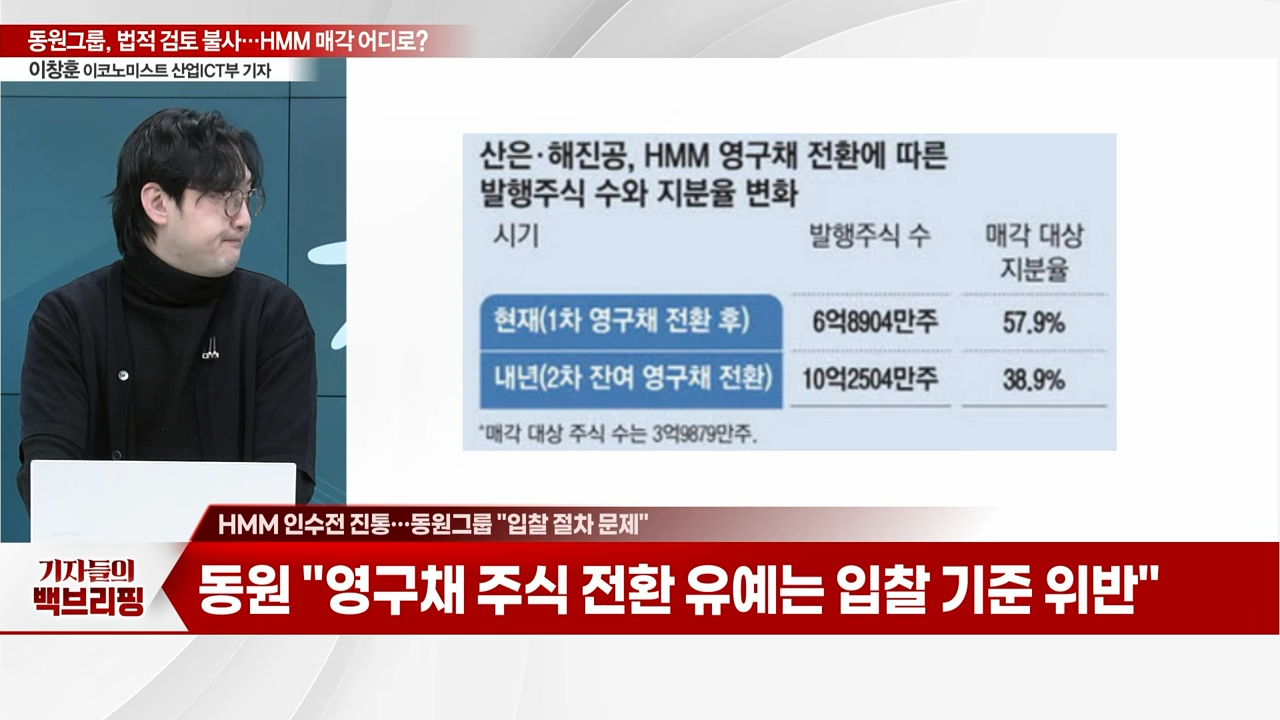 동원그룹, 법적 검토 불사…HMM 매각 어디로?
이창훈 이코노미스트 산업ICT부 기자
산은·해진공, HMM 영구채 전환에 따른
발행주식 수와 지분율 변화
시기 발행주식 수 매각 대상
지분율
현재(1차 영구채 전환 후) 6억8904만주 57.9%
내년(2차 잔여 영구채 전환) 10억2504만주 38.9%
*매각 대상 주식 수는 3억9879만주.
HMM 인수전 진통…동원그룹 "입찰 절차 문제"
기자들의
백브리핑
동원 "영구채 주식 전환 유예는 입찰 기준 위반"